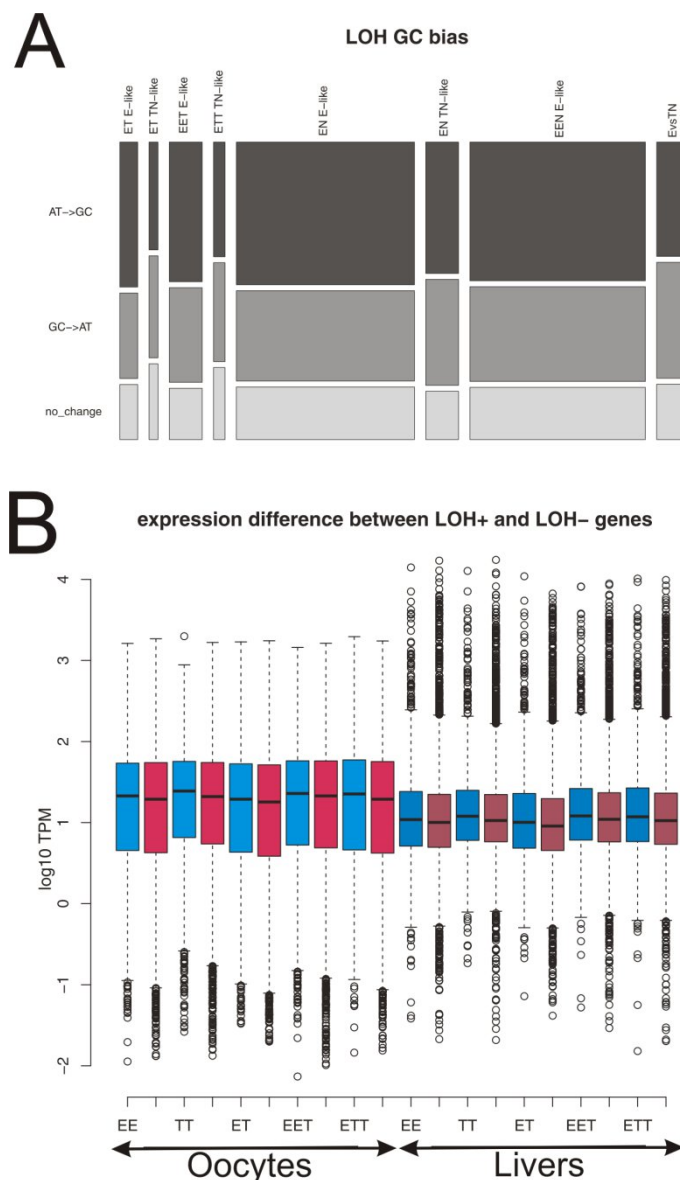 A
LOH GC bias
ET E-like
ET TN-like
EET E-like
ETT TN-like
EN E-like
EN TN-like
EEN E-like
EvsTN
AT->GC
GC->AT
no_change
B
expression difference between LOH+ and LOH− genes
log10 TPM
4
3
2
1
0
−1
−2
EE TT ET EET ETT EE TT ET EET ETT
Oocytes Livers